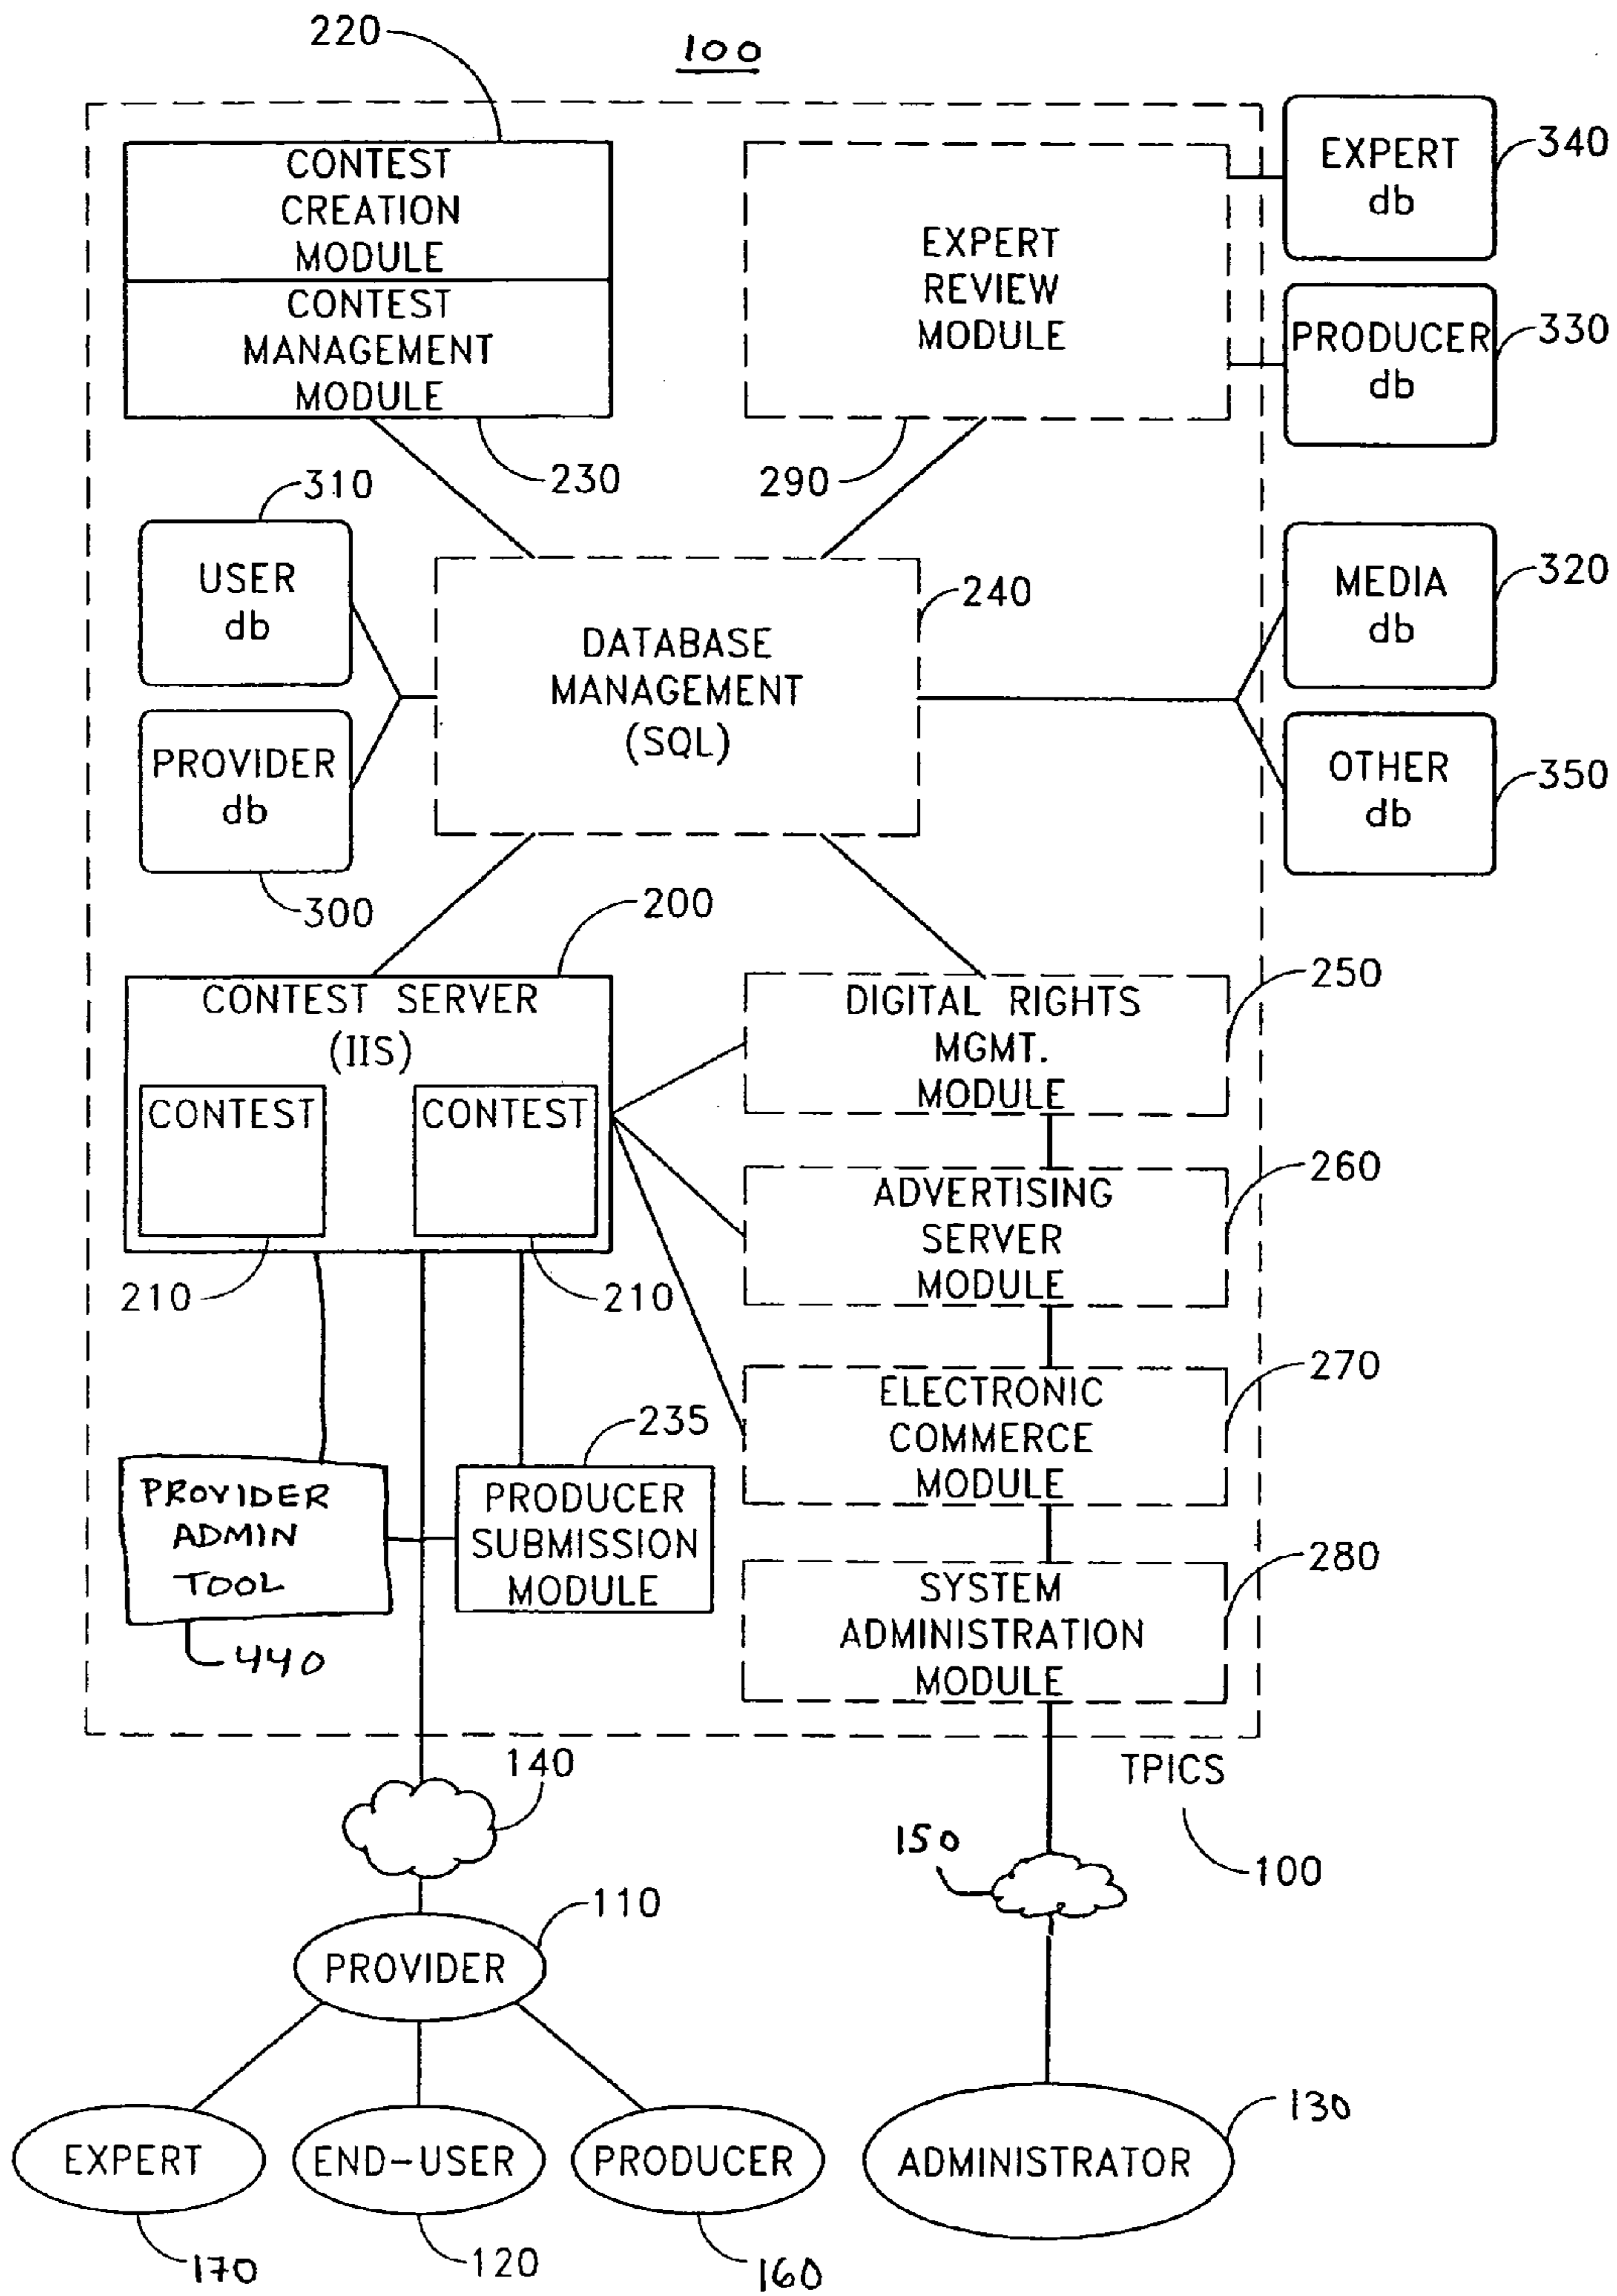 220
100
CONTEST
CREATION
MODULE
CONTEST
MANAGEMENT
MODULE
230
EXPERT
REVIEW
MODULE
290
EXPERT
db
340
PRODUCER
db
330
310
USER
db
PROVIDER
db
300
DATABASE
MANAGEMENT
(SQL)
240
MEDIA
db
320
OTHER
db
350
200
CONTEST SERVER
(IIS)
CONTEST
CONTEST
210
210
DIGITAL RIGHTS
MGMT.
MODULE
250
ADVERTISING
SERVER
MODULE
260
ELECTRONIC
COMMERCE
MODULE
270
235
PROVIDER
ADMIN
TOOL
440
PRODUCER
SUBMISSION
MODULE
SYSTEM
ADMINISTRATION
MODULE
280
TPICS
100
140
150
110
PROVIDER
EXPERT
170
END-USER
120
PRODUCER
160
ADMINISTRATOR
130